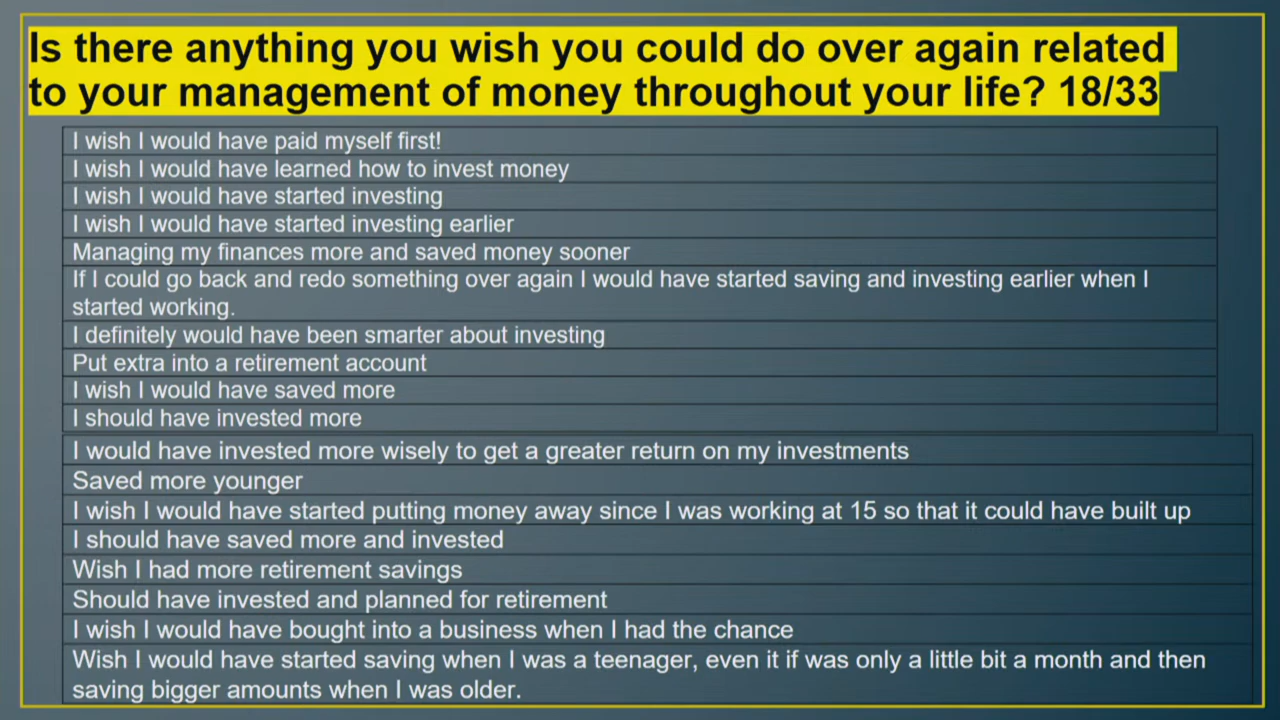 Is there anything you wish you could do over again related
to your management of money throughout your life? 18/33
I wish I would have paid myself first!
I wish I would have learned how to invest money
I wish I would have started investing
I wish I would have started investing earlier
Managing my finances more and saved money sooner
If I could go back and redo something over again I would have started saving and investing earlier when I
started working.
I definitely would have been smarter about investing
Put extra into a retirement account
I wish I would have saved more
I should have invested more
I would have invested more wisely to get a greater return on my investments
Saved more younger
I wish I would have started putting money away since I was working at 15 so that it could have built up
I should have saved more and invested
Wish I had more retirement savings
Should have invested and planned for retirement
I wish I would have bought into a business when I had the chance
Wish I would have started saving when I was a teenager, even it if was only a little bit a month and then
saving bigger amounts when I was older.